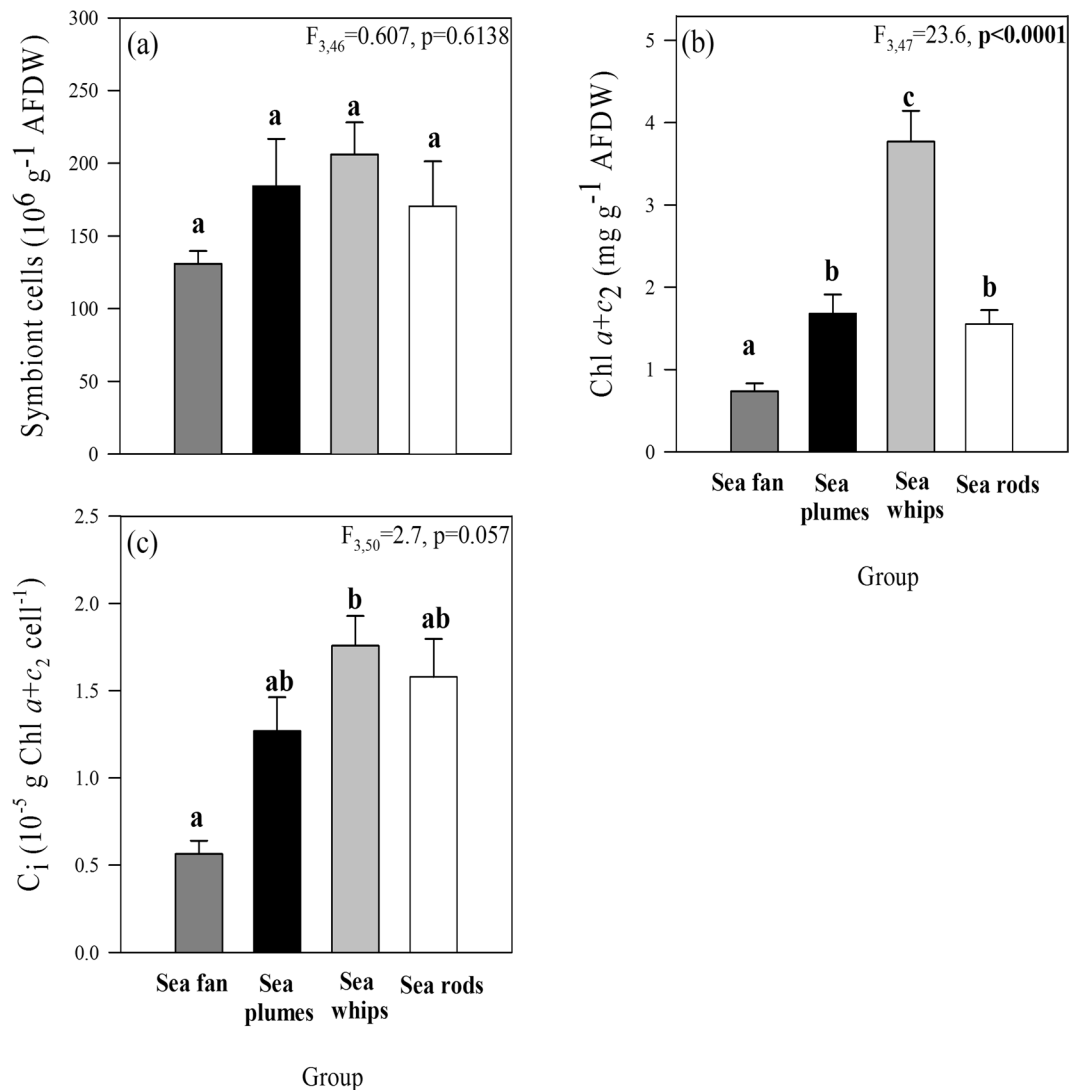 (a)
F3,46=0.607, p=0.6138
Symbiont cells (10^6 g^-1 AFDW)
300
250
200
150
100
50
0
a
a
a
a
(b)
F3,47=23.6, p<0.0001
Chl a+c2 (mg g^-1 AFDW)
5
4
3
2
1
0
a
b
c
b
Sea fan
Sea
plumes
Sea
whips
Sea rods
Group
(c)
F3,50=2.7, p=0.057
Ci (10^-5 g Chl a+c2 cell^-1)
2.5
2.0
1.5
1.0
0.5
0.0
a
ab
b
ab
Sea fan
Sea
plumes
Sea
whips
Sea rods
Group